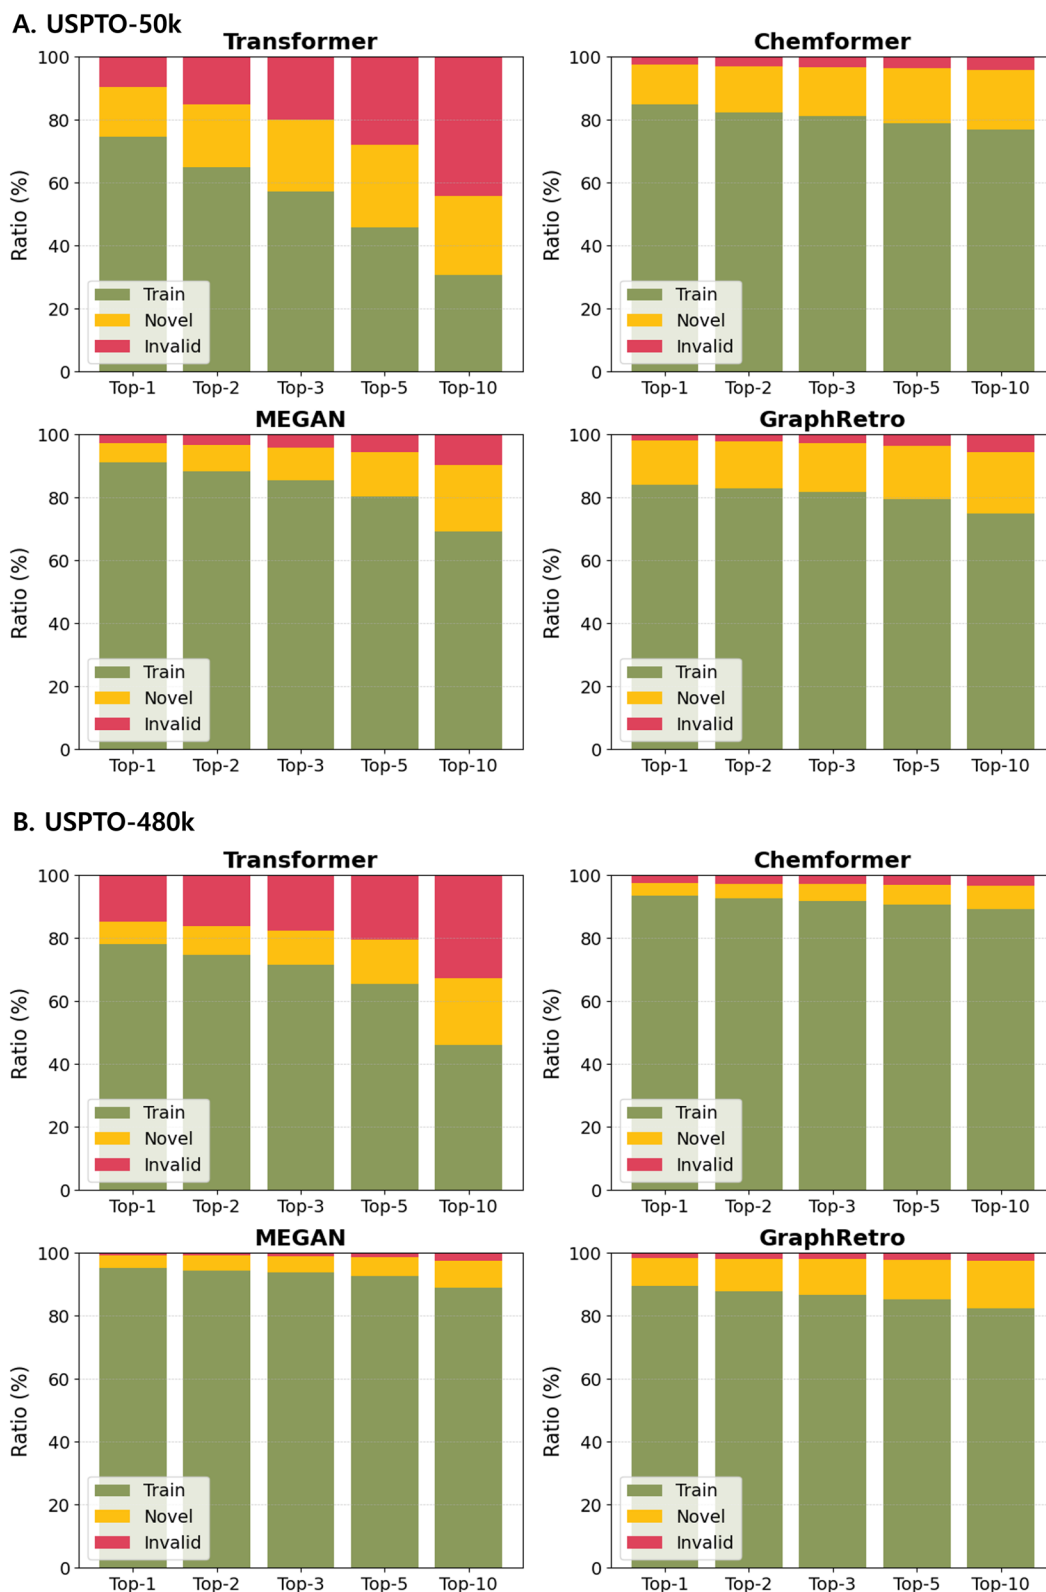 A. USPTO-50k
Transformer
100
80
60
40
20
0
Ratio (%)
Train
Novel
Invalid
Top-1 Top-2 Top-3 Top-5 Top-10
Chemformer
100
80
60
40
20
0
Ratio (%)
Train
Novel
Invalid
Top-1 Top-2 Top-3 Top-5 Top-10
MEGAN
100
80
60
40
20
0
Ratio (%)
Train
Novel
Invalid
Top-1 Top-2 Top-3 Top-5 Top-10
GraphRetro
100
80
60
40
20
0
Ratio (%)
Train
Novel
Invalid
Top-1 Top-2 Top-3 Top-5 Top-10
B. USPTO-480k
Transformer
100
80
60
40
20
0
Ratio (%)
Train
Novel
Invalid
Top-1 Top-2 Top-3 Top-5 Top-10
Chemformer
100
80
60
40
20
0
Ratio (%)
Train
Novel
Invalid
Top-1 Top-2 Top-3 Top-5 Top-10
MEGAN
100
80
60
40
20
0
Ratio (%)
Train
Novel
Invalid
Top-1 Top-2 Top-3 Top-5 Top-10
GraphRetro
100
80
60
40
20
0
Ratio (%)
Train
Novel
Invalid
Top-1 Top-2 Top-3 Top-5 Top-10